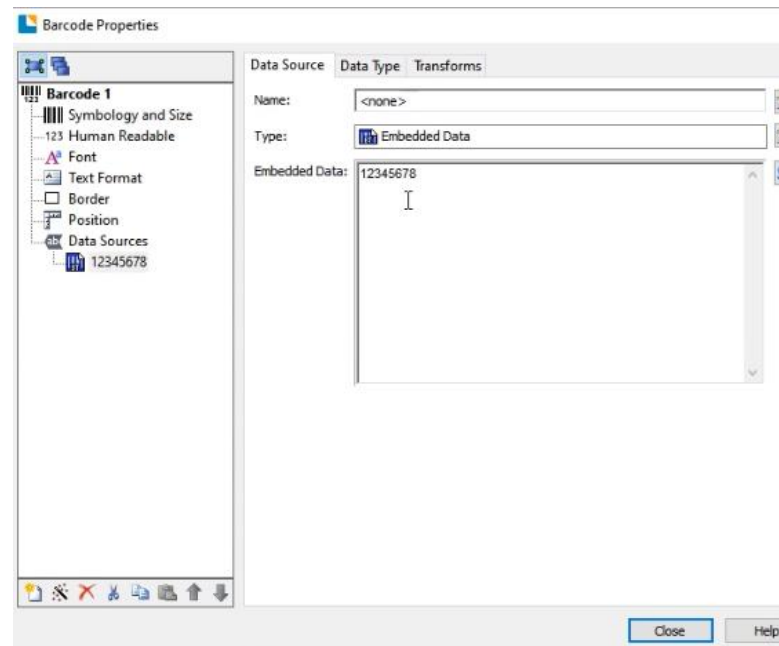 Barcode Properties
Barcode 1
Symbology and Size
123 Human Readable
Font
Text Format
Border
Position
Data Sources
12345678
Data Source Data Type Transforms
Name: <none>
Type: Embedded Data
Embedded Data: 12345678
Close Help